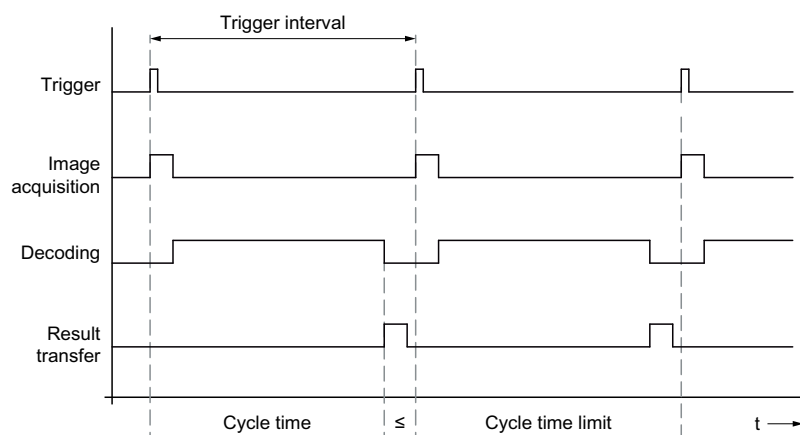 Trigger interval
Trigger
Image
acquisition
Decoding
Result
transfer
Cycle time
≤
Cycle time limit
t